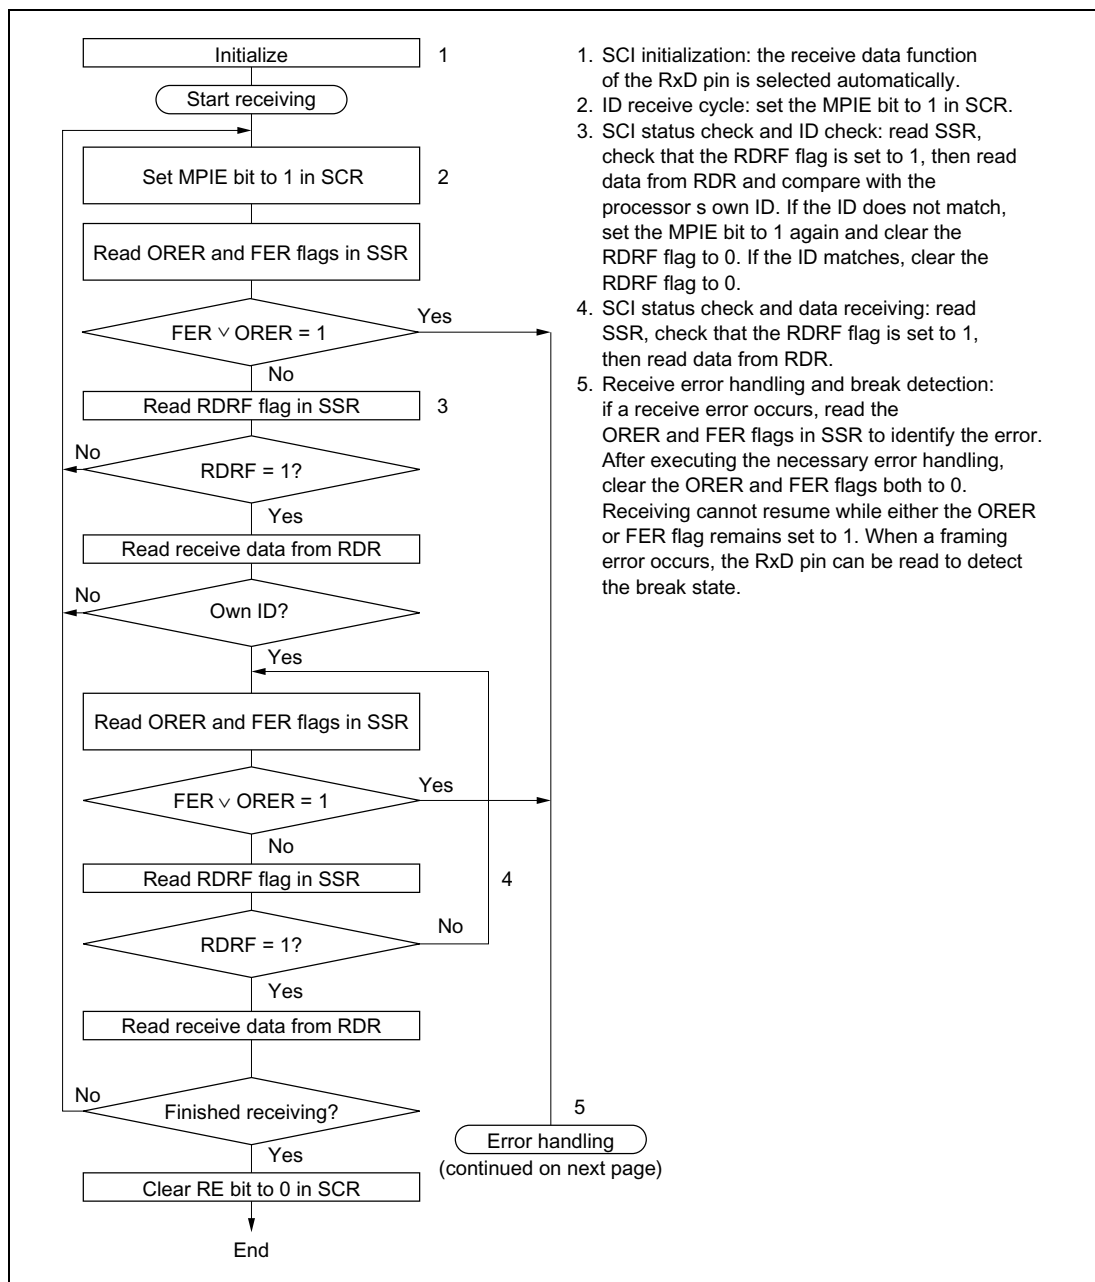 Initialize
1
Start receiving
Set MPIE bit to 1 in SCR
2
Read ORER and FER flags in SSR
FER ∨ ORER = 1
Yes
No
Read RDRF flag in SSR
3
No
RDRF = 1?
Yes
Read receive data from RDR
No
Own ID?
Yes
Read ORER and FER flags in SSR
Yes
FER ∨ ORER = 1
No
Read RDRF flag in SSR
4
No
RDRF = 1?
Yes
Read receive data from RDR
No
Finished receiving?
Yes
Clear RE bit to 0 in SCR
End
5
Error handling
(continued on next page)
1. SCI initialization: the receive data function
of the RxD pin is selected automatically.
2. ID receive cycle: set the MPIE bit to 1 in SCR.
3. SCI status check and ID check: read SSR,
check that the RDRF flag is set to 1, then read
data from RDR and compare with the
processor s own ID. If the ID does not match,
set the MPIE bit to 1 again and clear the
RDRF flag to 0. If the ID matches, clear the
RDRF flag to 0.
4. SCI status check and data receiving: read
SSR, check that the RDRF flag is set to 1,
then read data from RDR.
5. Receive error handling and break detection:
if a receive error occurs, read the
ORER and FER flags in SSR to identify the error.
After executing the necessary error handling,
clear the ORER and FER flags both to 0.
Receiving cannot resume while either the ORER
or FER flag remains set to 1. When a framing
error occurs, the RxD pin can be read to detect
the break state.